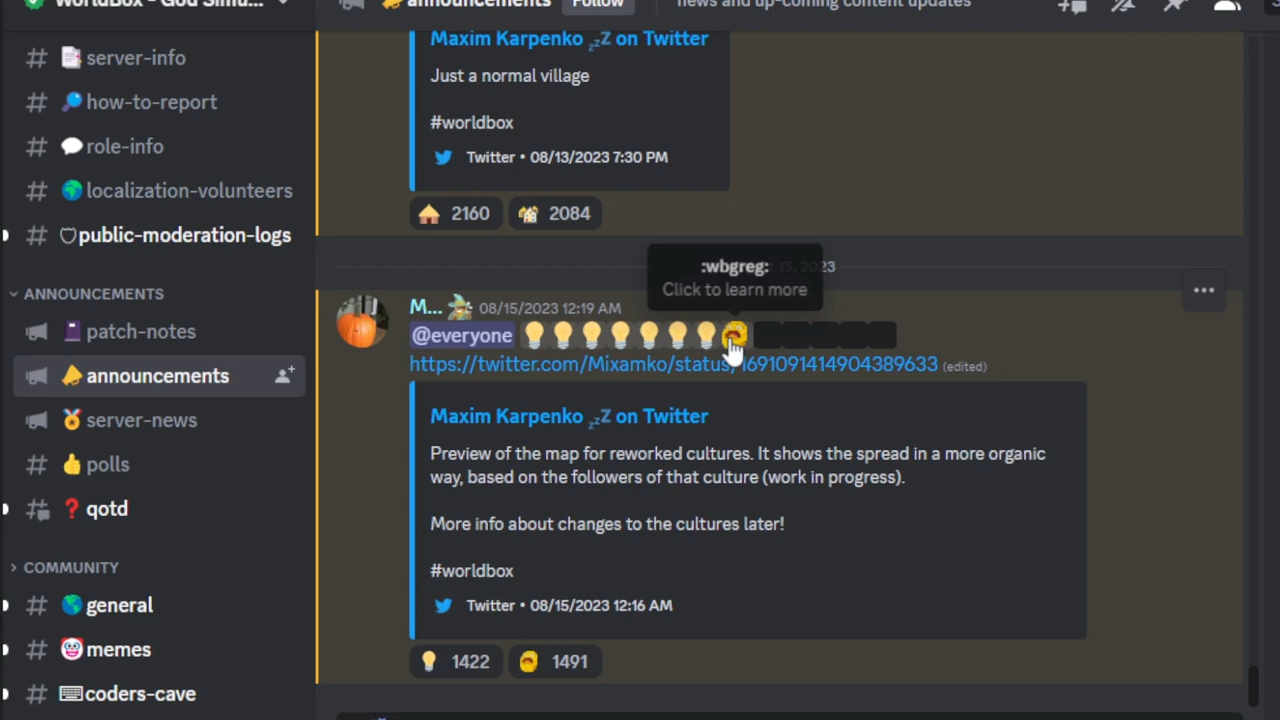 WorldBox - God Simu...
announcements
Follow
news and up-coming content updates
server-info
how-to-report
role-info
localization-volunteers
public-moderation-logs
ANNOUNCEMENTS
patch-notes
announcements
server-news
polls
qotd
COMMUNITY
general
memes
coders-cave
Maxim Karpenko 💤 on Twitter
Just a normal village
#worldbox
Twitter • 08/13/2023 7:30 PM
2160 2084
15, 2023
:wbgreg:
Click to learn more
M... 08/15/2023 12:19 AM
@everyone
https://twitter.com/Mixamko/status/1691091414904389633 (edited)
Maxim Karpenko 💤 on Twitter
Preview of the map for reworked cultures. It shows the spread in a more organic
way, based on the followers of that culture (work in progress).
More info about changes to the cultures later!
#worldbox
Twitter • 08/15/2023 12:16 AM
1422 1491